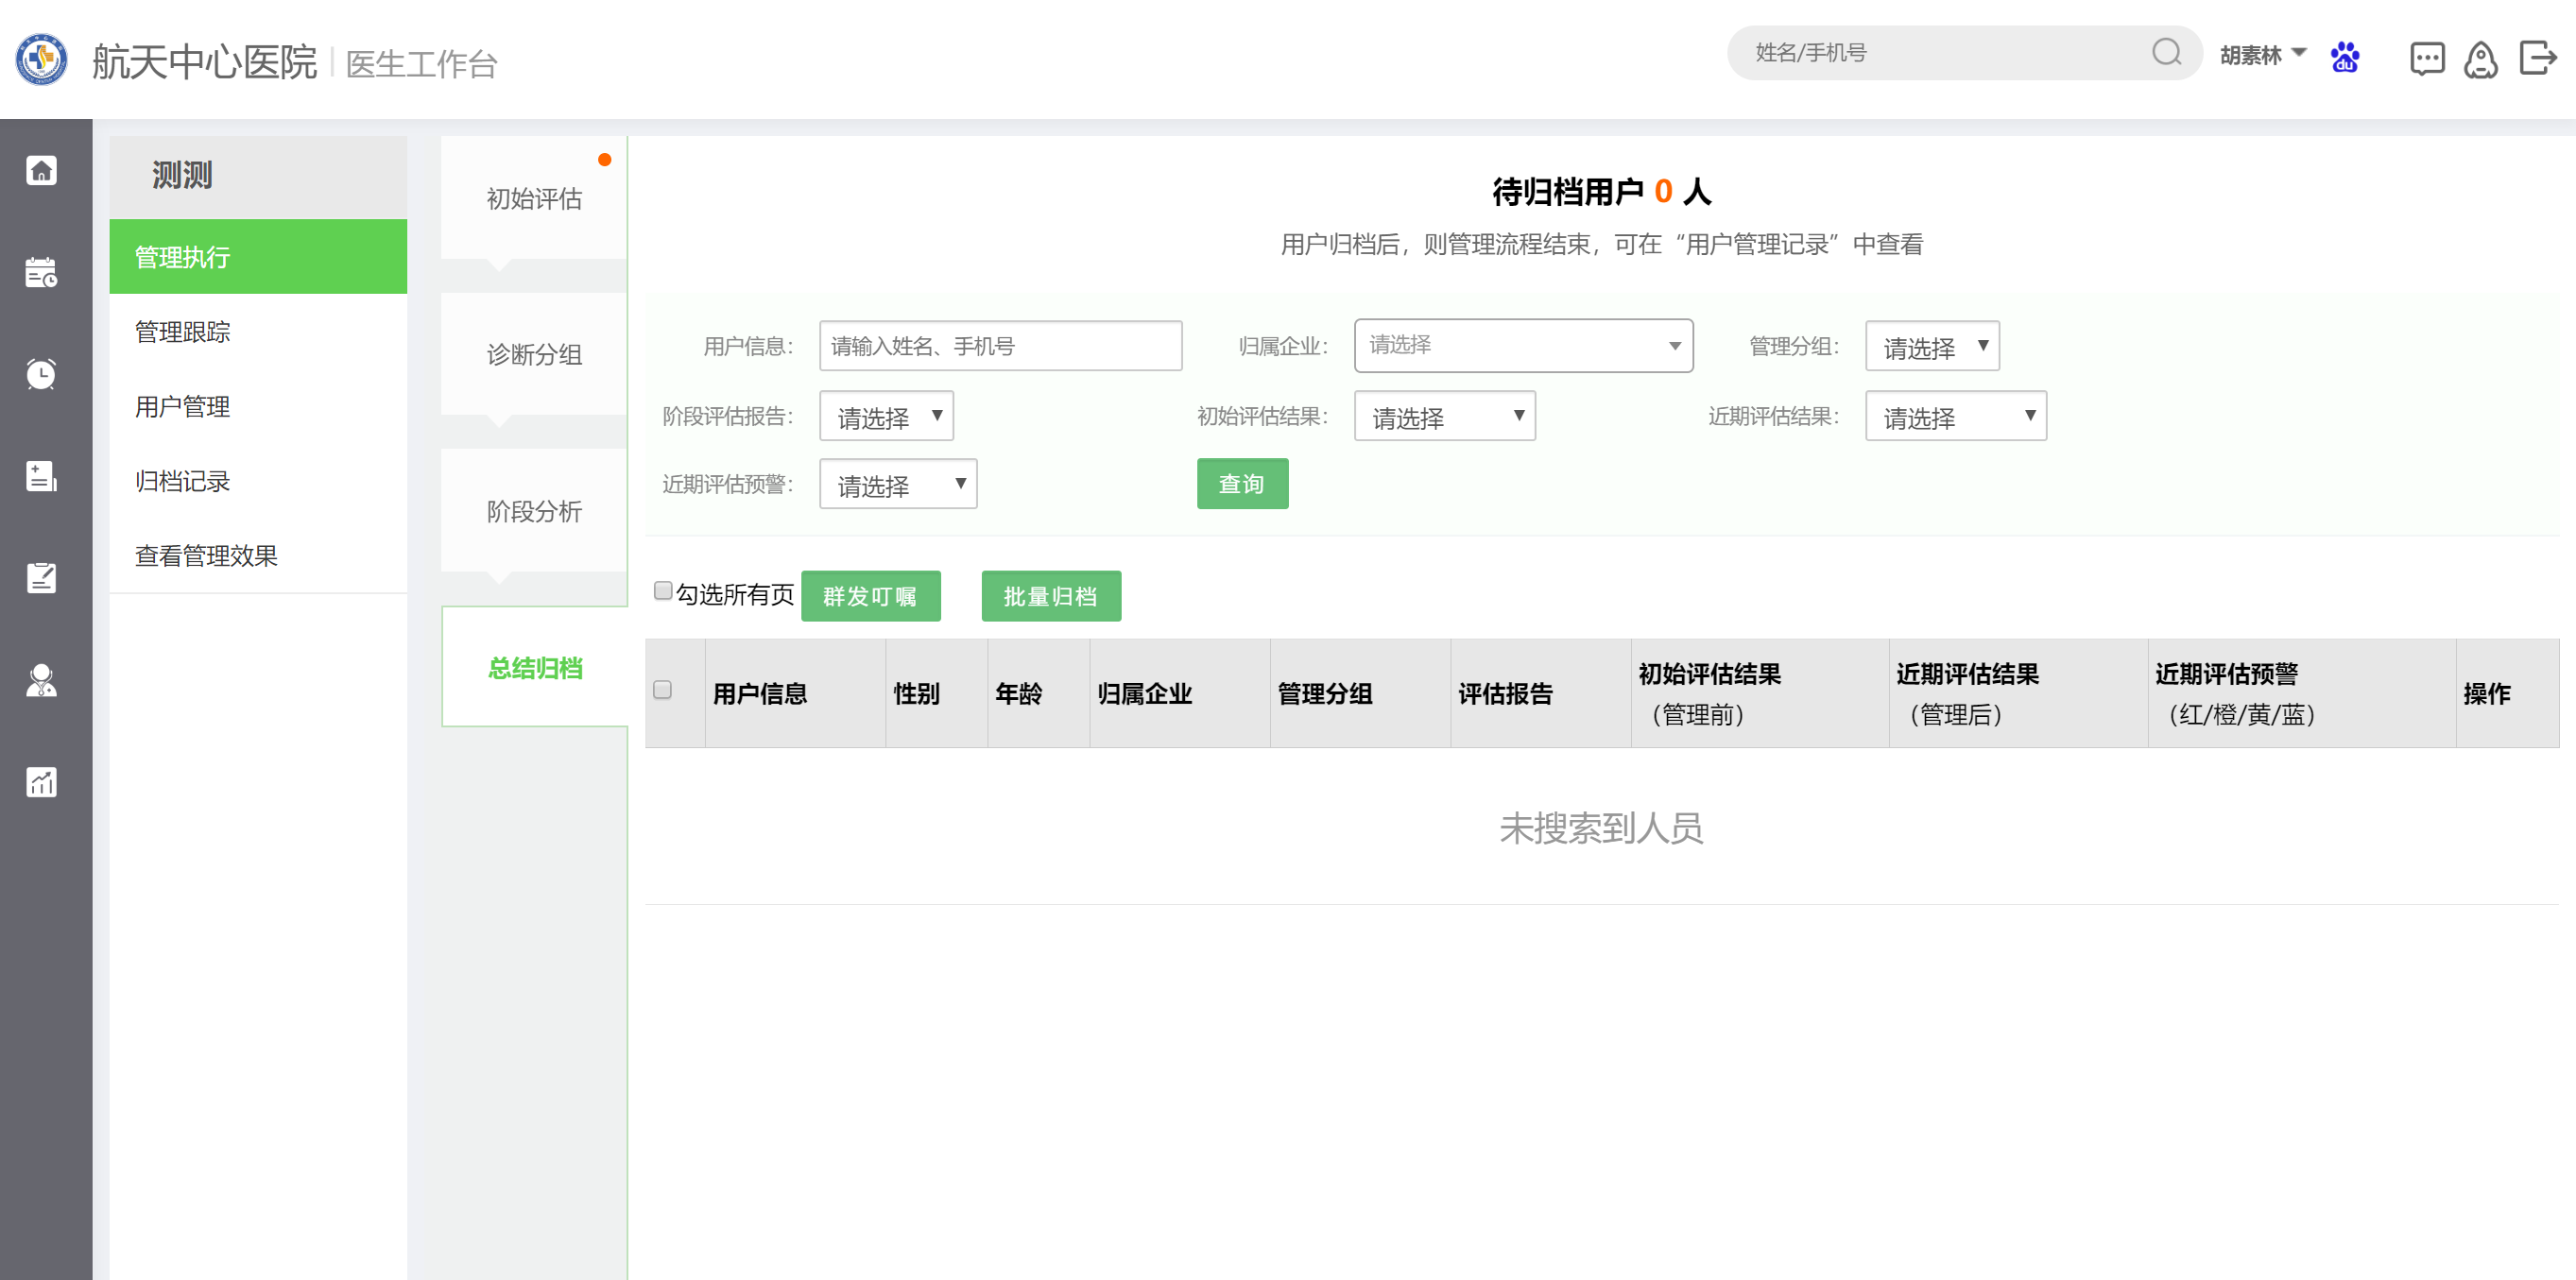 航天中心医院 医生工作台
姓名/手机号
胡素林
du
测测
管理执行
管理跟踪
用户管理
归档记录
查看管理效果
初始评估
诊断分组
阶段分析
总结归档
待归档用户 0 人
用户归档后，则管理流程结束，可在“用户管理记录”中查看
用户信息： 请输入姓名、手机号 归属企业： 请选择 管理分组： 请选择
阶段评估报告： 请选择 初始评估结果： 请选择 近期评估结果： 请选择
近期评估预警： 请选择 查询
勾选所有页 群发叮嘱 批量归档
用户信息 性别 年龄 归属企业 管理分组 评估报告 初始评估结果 近期评估结果 近期评估预警 操作
（管理前） （管理后） （红/橙/黄/蓝）
未搜索到人员